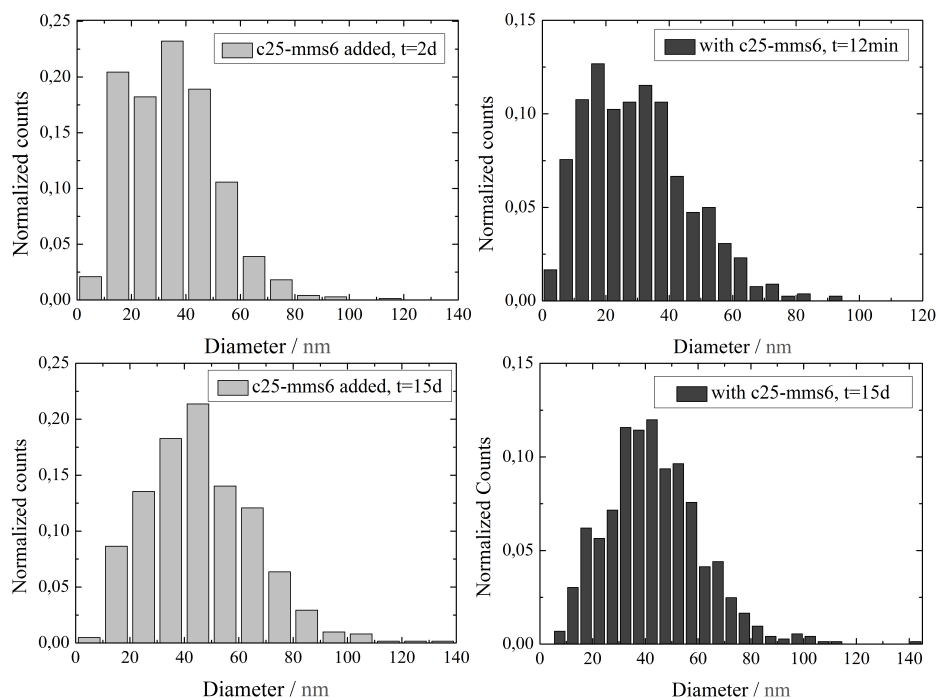 0,25
0,20
0,15
0,10
0,05
0,00
Normalized counts
c25-mms6 added, t=2d
0 20 40 60 80 100 120 140
Diameter / nm
0,15
0,10
0,05
0,00
Normalized counts
with c25-mms6, t=12min
0 20 40 60 80 100 120
Diameter / nm
0,25
0,20
0,15
0,10
0,05
0,00
Normalized counts
c25-mms6 added, t=15d
0 20 40 60 80 100 120 140
Diameter / nm
0,15
0,10
0,05
0,00
Normalized Counts
with c25-mms6, t=15d
0 20 40 60 80 100 120 140
Diameter / nm